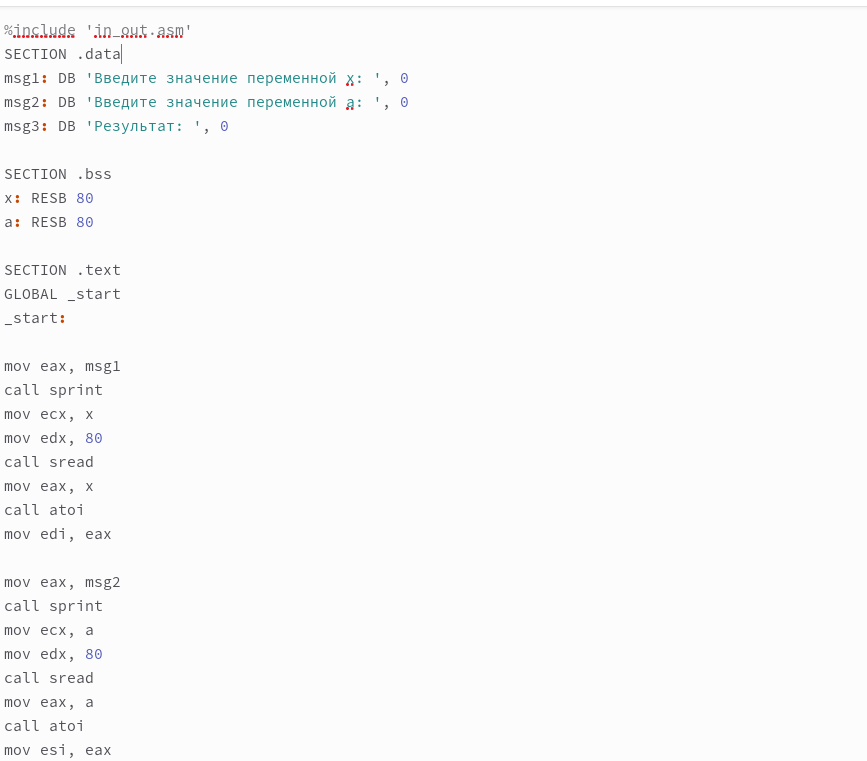 %include 'in_out.asm'
SECTION .data
msg1: DB 'Введите значение переменной x: ', 0
msg2: DB 'Введите значение переменной a: ', 0
msg3: DB 'Результат: ', 0
SECTION .bss
x: RESB 80
a: RESB 80
SECTION .text
GLOBAL _start
_start:
mov eax, msg1
call sprint
mov ecx, x
mov edx, 80
call sread
mov eax, x
call atoi
mov edi, eax
mov eax, msg2
call sprint
mov ecx, a
mov edx, 80
call sread
mov eax, a
call atoi
mov esi, eax